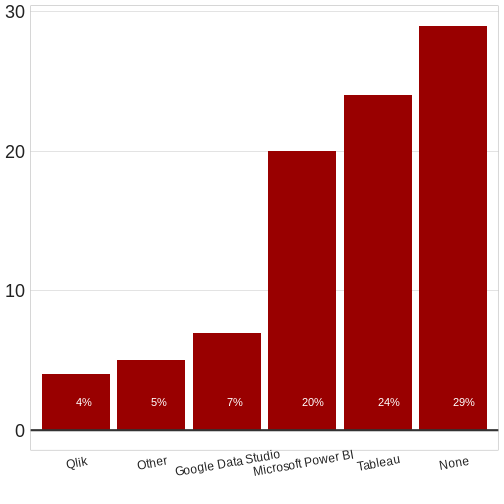 30
20
10
0
4%
5%
7%
20%
24%
29%
Qlik
Other
Google Data Studio
Microsoft Power BI
Tableau
None